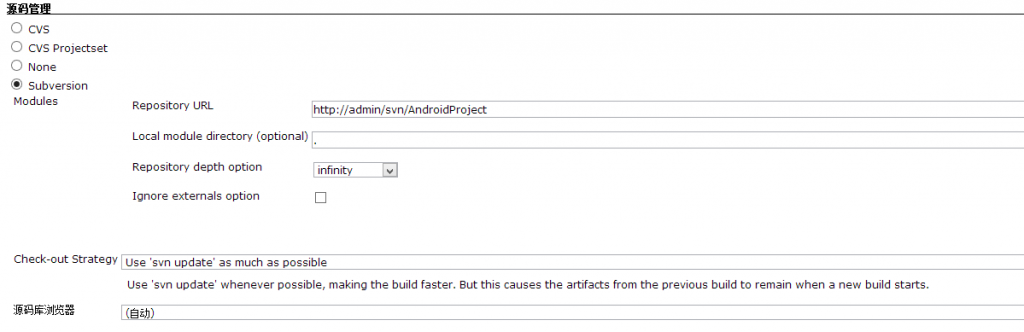 源码管理
CVS
CVS Projectset
None
Subversion
Modules
Repository URL
http://admin/svn/AndroidProject
Local module directory (optional)
.
Repository depth option
infinity
Ignore externals option
Check-out Strategy
Use 'svn update' as much as possible
Use 'svn update' whenever possible, making the build faster. But this causes the artifacts from the previous build to remain when a new build starts.
源码库浏览器
(自动)